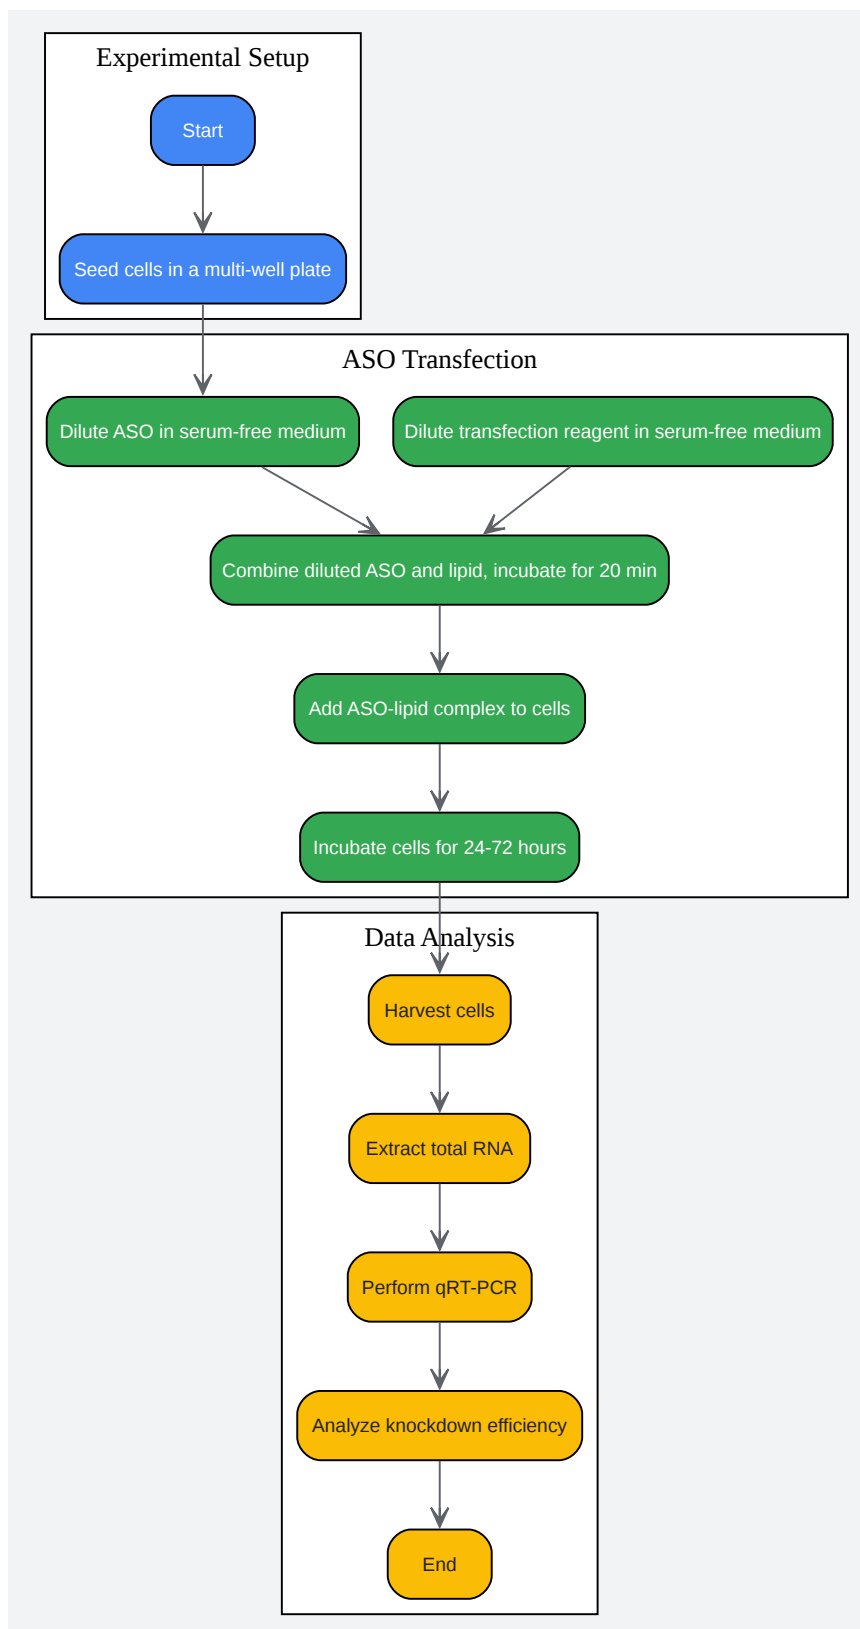 Experimental Setup
Start
Seed cells in a multi-well plate
ASO Transfection
Dilute ASO in serum-free medium
Dilute transfection reagent in serum-free medium
Combine diluted ASO and lipid, incubate for 20 min
Add ASO-lipid complex to cells
Incubate cells for 24-72 hours
Data Analysis
Harvest cells
Extract total RNA
Perform qRT-PCR
Analyze knockdown efficiency
End